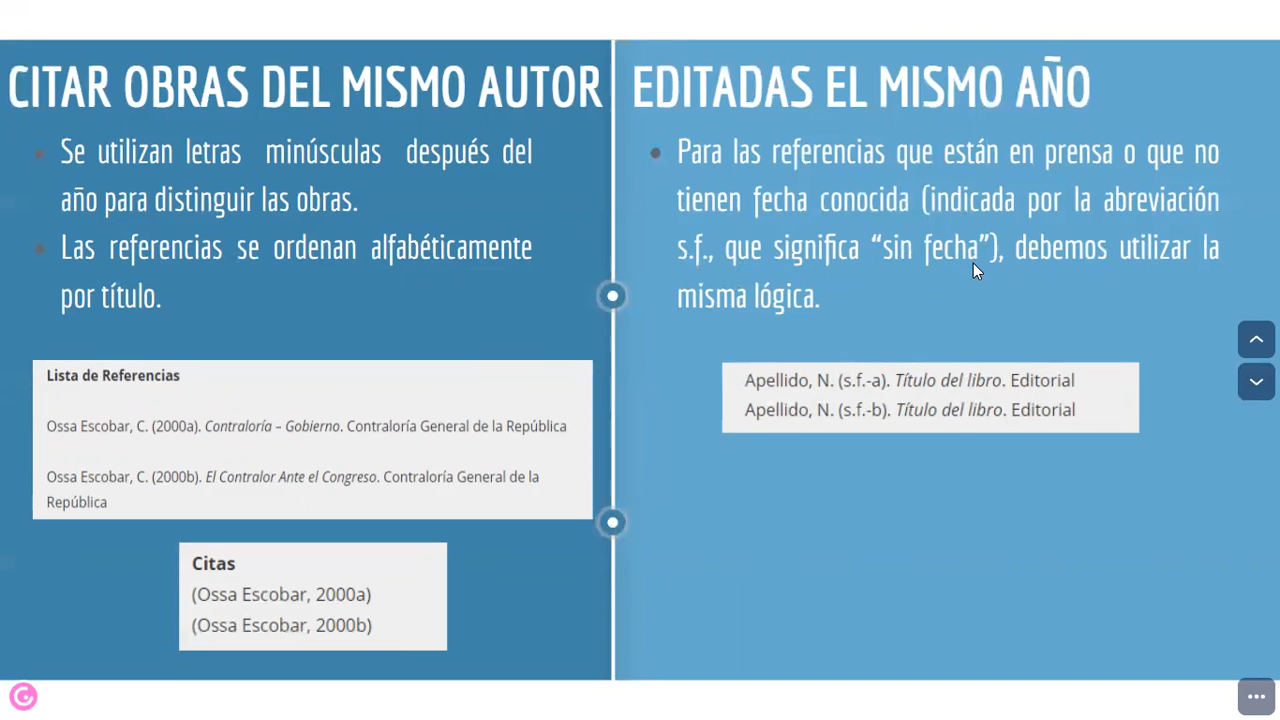 CITAR OBRAS DEL MISMO AUTOR EDITADAS EL MISMO AÑO
Se utilizan letras minúsculas después del
año para distinguir las obras.
Las referencias se ordenan alfabéticamente
por título.
Lista de Referencias
Ossa Escobar, C. (2000a). Contraloría – Gobierno. Contraloría General de la República
Ossa Escobar, C. (2000b). El Contralor Ante el Congreso. Contraloría General de la
República
Citas
(Ossa Escobar, 2000a)
(Ossa Escobar, 2000b)
Para las referencias que están en prensa o que no
tienen fecha conocida (indicada por la abreviación
s.f., que significa “sin fecha”), debemos utilizar la
misma lógica.
Apellido, N. (s.f.-a). Título del libro. Editorial
Apellido, N. (s.f.-b). Título del libro. Editorial